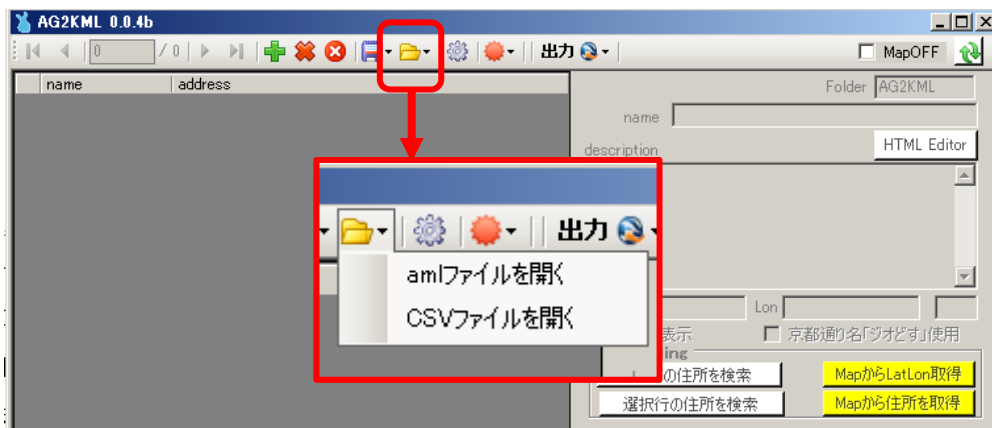 AG2KML 0.0.4b
0 / 0 出力 MapOFF
name address
Folder AG2KML
name
description HTML Editor
出力
amlファイルを開く
CSVファイルを開く
Lon
表示 京都通り名「ジオどす」使用
ing
の住所を検索 MapからLatLon取得
選択行の住所を検索 Mapから住所を取得